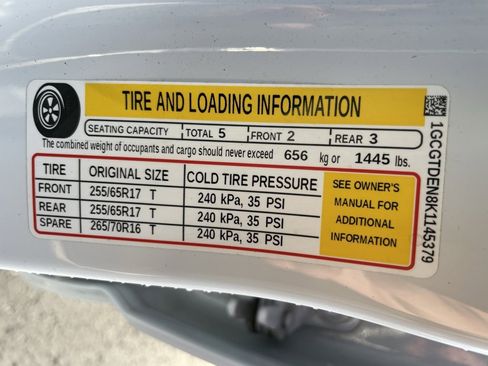 TIRE AND LOADING INFORMATION
SEATING CAPACITY TOTAL 5 FRONT 2 REAR 3
The combined weight of occupants and cargo should never exceed 656 kg or 1445 lbs.
TIRE ORIGINAL SIZE COLD TIRE PRESSURE
FRONT 255/65R17 T 240 kPa, 35 PSI
REAR 255/65R17 T 240 kPa, 35 PSI
SPARE 265/70R16 T 240 kPa, 35 PSI
SEE OWNER'S
MANUAL FOR
ADDITIONAL
INFORMATION
1GCGTDEN8K1145379